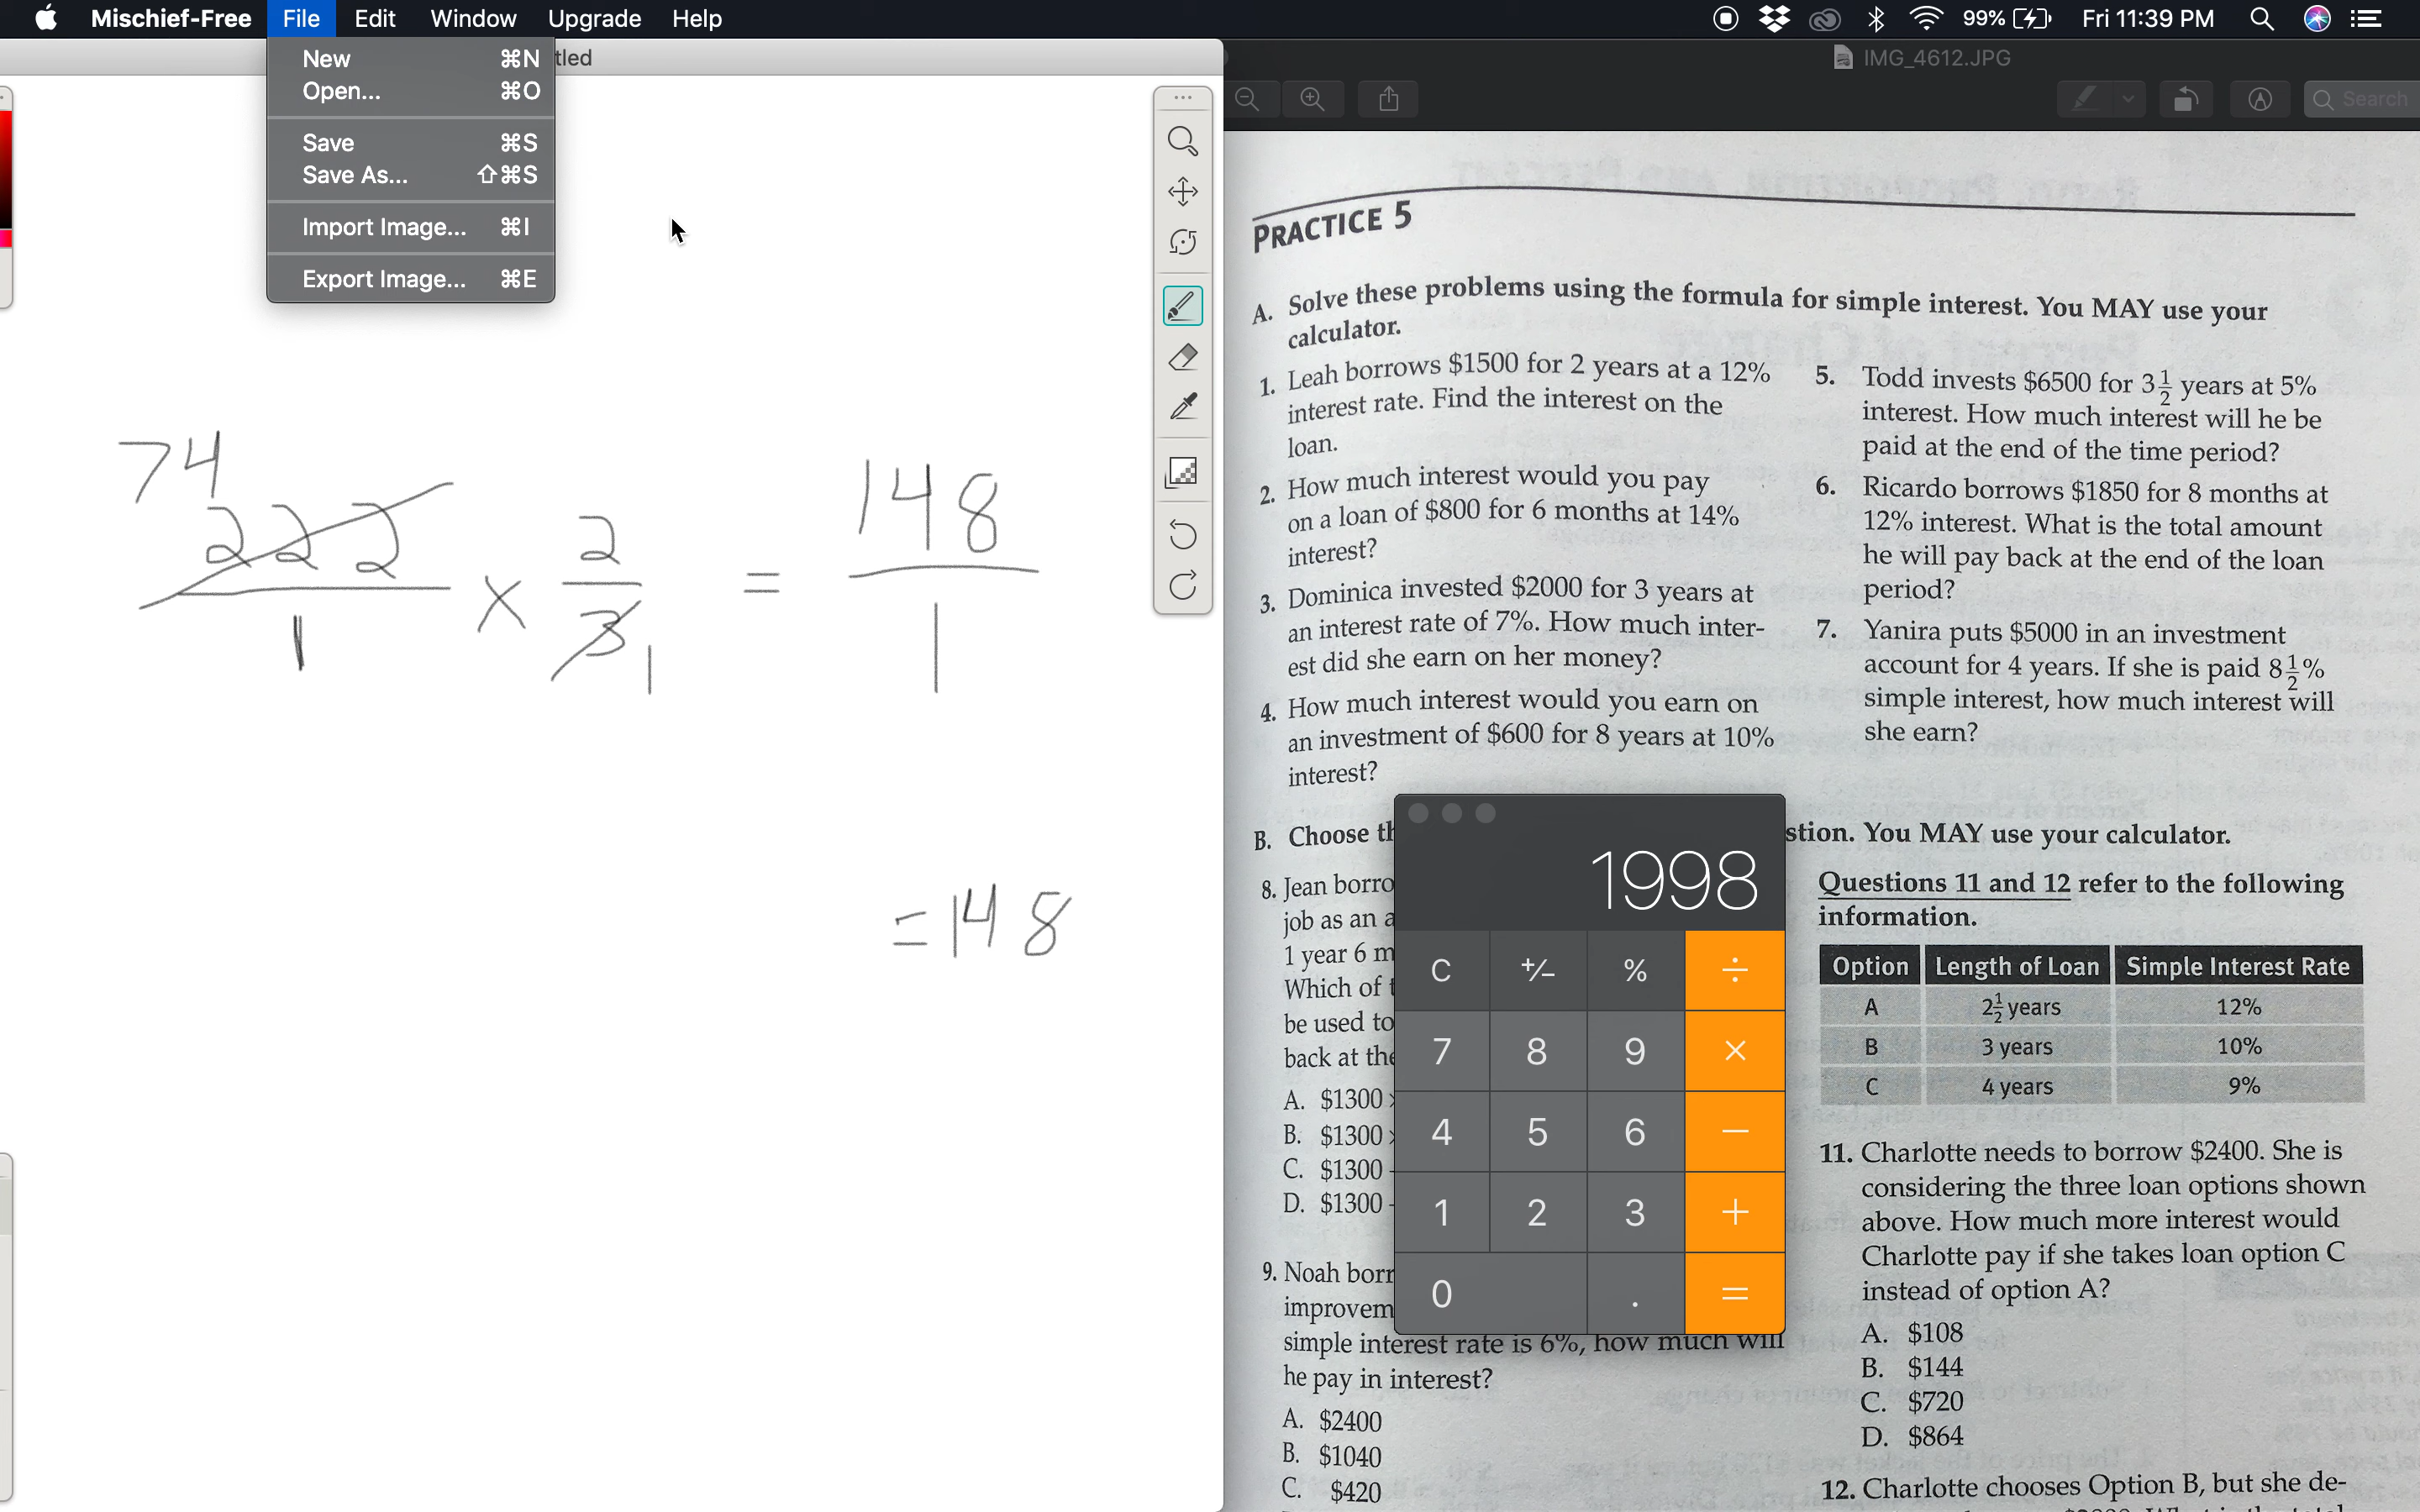 Mischief-Free File Edit Window Upgrade Help 99% Fri 11:39 PM
New ⌘N
Open... ⌘O
Save ⌘S
Save As... ⇧⌘S
Import Image... ⌘I
Export Image... ⌘E
tled
74
222 2 148
× =
1 3 1 1
=148
IMG_4612.JPG
Search
PRACTICE 5
A. Solve these problems using the formula for simple interest. You MAY use your
calculator.
1. Leah borrows $1500 for 2 years at a 12%
interest rate. Find the interest on the
loan.
2. How much interest would you pay
on a loan of $800 for 6 months at 14%
interest?
3. Dominica invested $2000 for 3 years at
an interest rate of 7%. How much inter-
est did she earn on her money?
4. How much interest would you earn on
an investment of $600 for 8 years at 10%
interest?
5. Todd invests $6500 for 3 1/2 years at 5%
interest. How much interest will he be
paid at the end of the time period?
6. Ricardo borrows $1850 for 8 months at
12% interest. What is the total amount
he will pay back at the end of the loan
period?
7. Yanira puts $5000 in an investment
account for 4 years. If she is paid 8 1/2%
simple interest, how much interest will
she earn?
B. Choose th stion. You MAY use your calculator.
8. Jean borro
job as an a
1 year 6 m
Which of t
be used to
back at the
A. $1300 ×
B. $1300 ×
C. $1300
D. $1300
9. Noah borr
improvem
simple interest rate is 6%, how much will
he pay in interest?
A. $2400
B. $1040
C. $420
1998
C +/− % ÷
7 8 9 ×
4 5 6 −
1 2 3 +
0 . =
Questions 11 and 12 refer to the following
information.
Option Length of Loan Simple Interest Rate
A 2 1/2 years 12%
B 3 years 10%
C 4 years 9%
11. Charlotte needs to borrow $2400. She is
considering the three loan options shown
above. How much more interest would
Charlotte pay if she takes loan option C
instead of option A?
A. $108
B. $144
C. $720
D. $864
12. Charlotte chooses Option B, but she de-